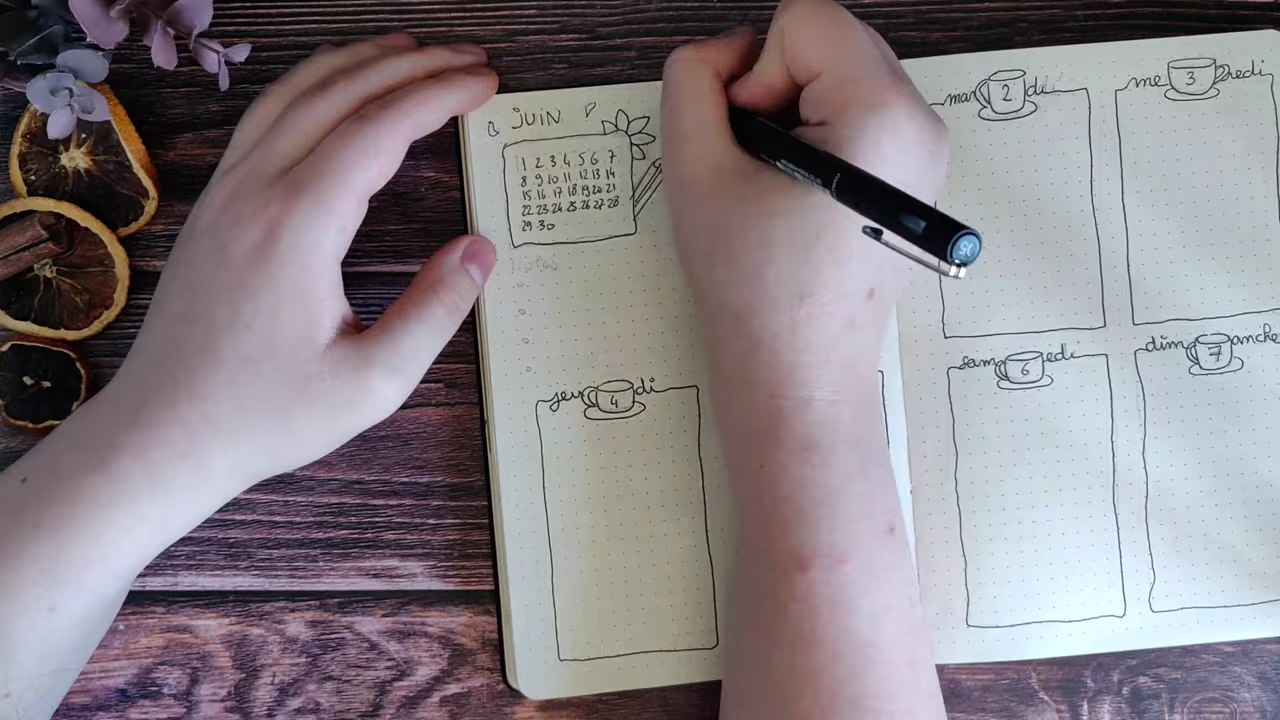 JUIN
1 2 3 4 5 6 7
8 9 10 11 12 13 14
15 16 17 18 19 20 21
22 23 24 25 26 27 28
29 30
Notes
mar 2 di
me 3 credi
jeu 4 di
sam 6 edi
dim 7 anche